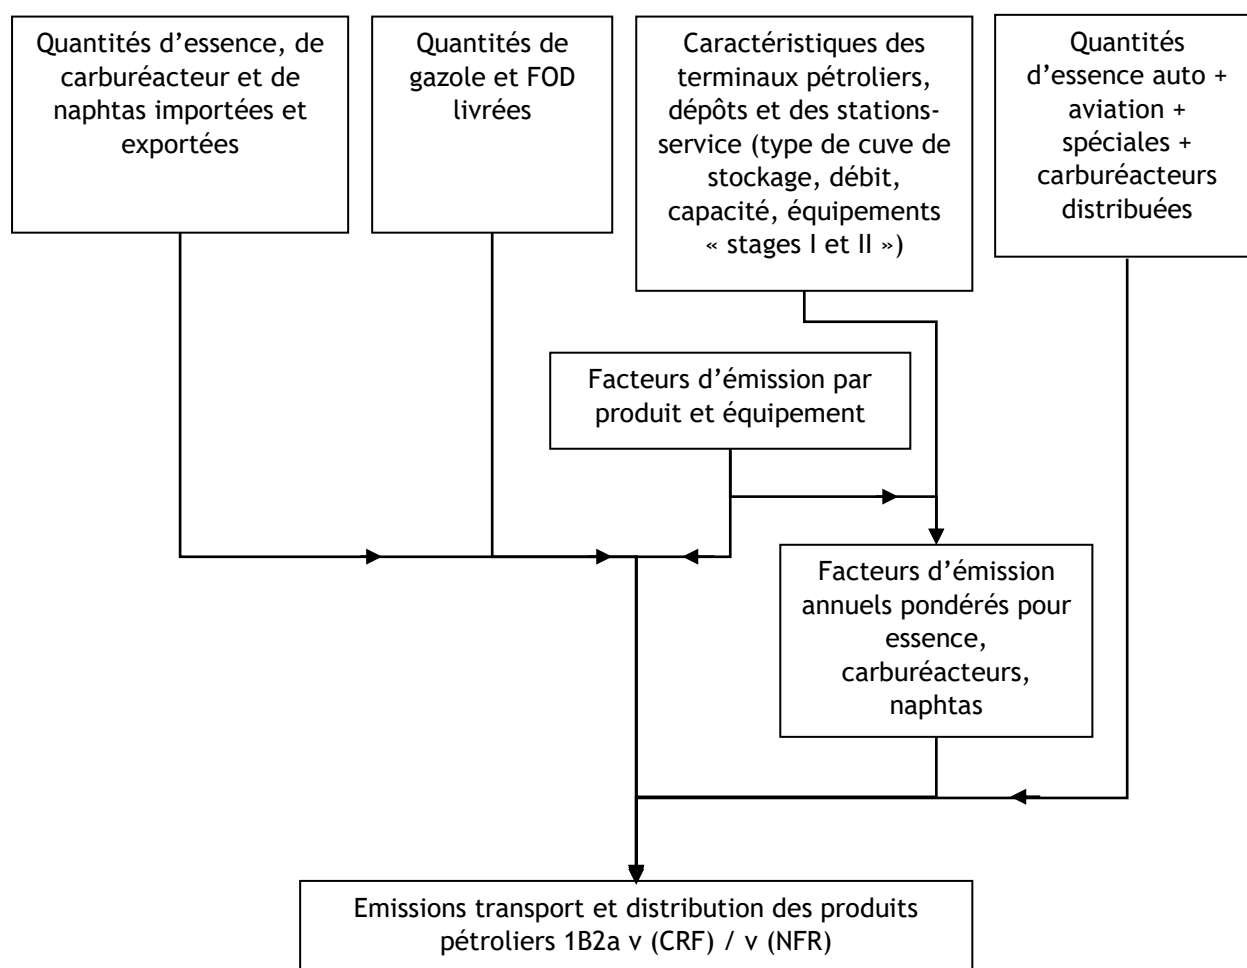 Quantités d’essence, de
carburéacteur et de
naphtas importées et
exportées
Quantités de
gazole et FOD
livrées
Caractéristiques des
terminaux pétroliers,
dépôts et des stations-
service (type de cuve de
stockage, débit,
capacité, équipements
« stages I et II »)
Quantités
d’essence auto +
aviation +
spéciales +
carburéacteurs
distribuées
Facteurs d’émission par
produit et équipement
Facteurs d’émission
annuels pondérés pour
essence,
carburéacteurs,
naphtas
Emissions transport et distribution des produits
pétroliers 1B2a v (CRF) / v (NFR)